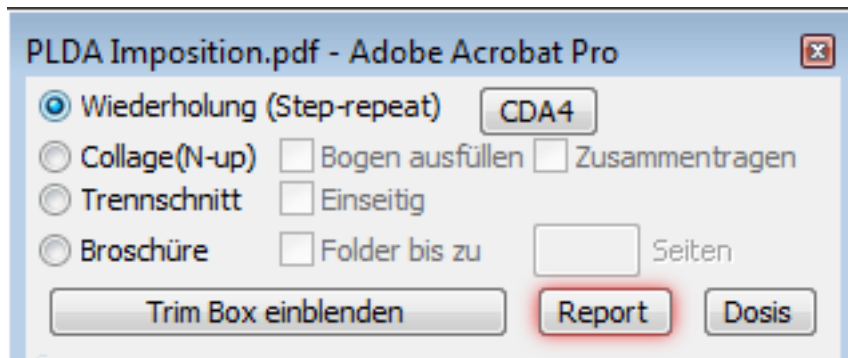 PLDA Imposition.pdf - Adobe Acrobat Pro
Wiederholung (Step-repeat) CDA4
Collage(N-up) Bogen ausfüllen Zusammentragen
Trennschnitt Einseitig
Broschüre Folder bis zu Seiten
Trim Box einblenden Report Dosis